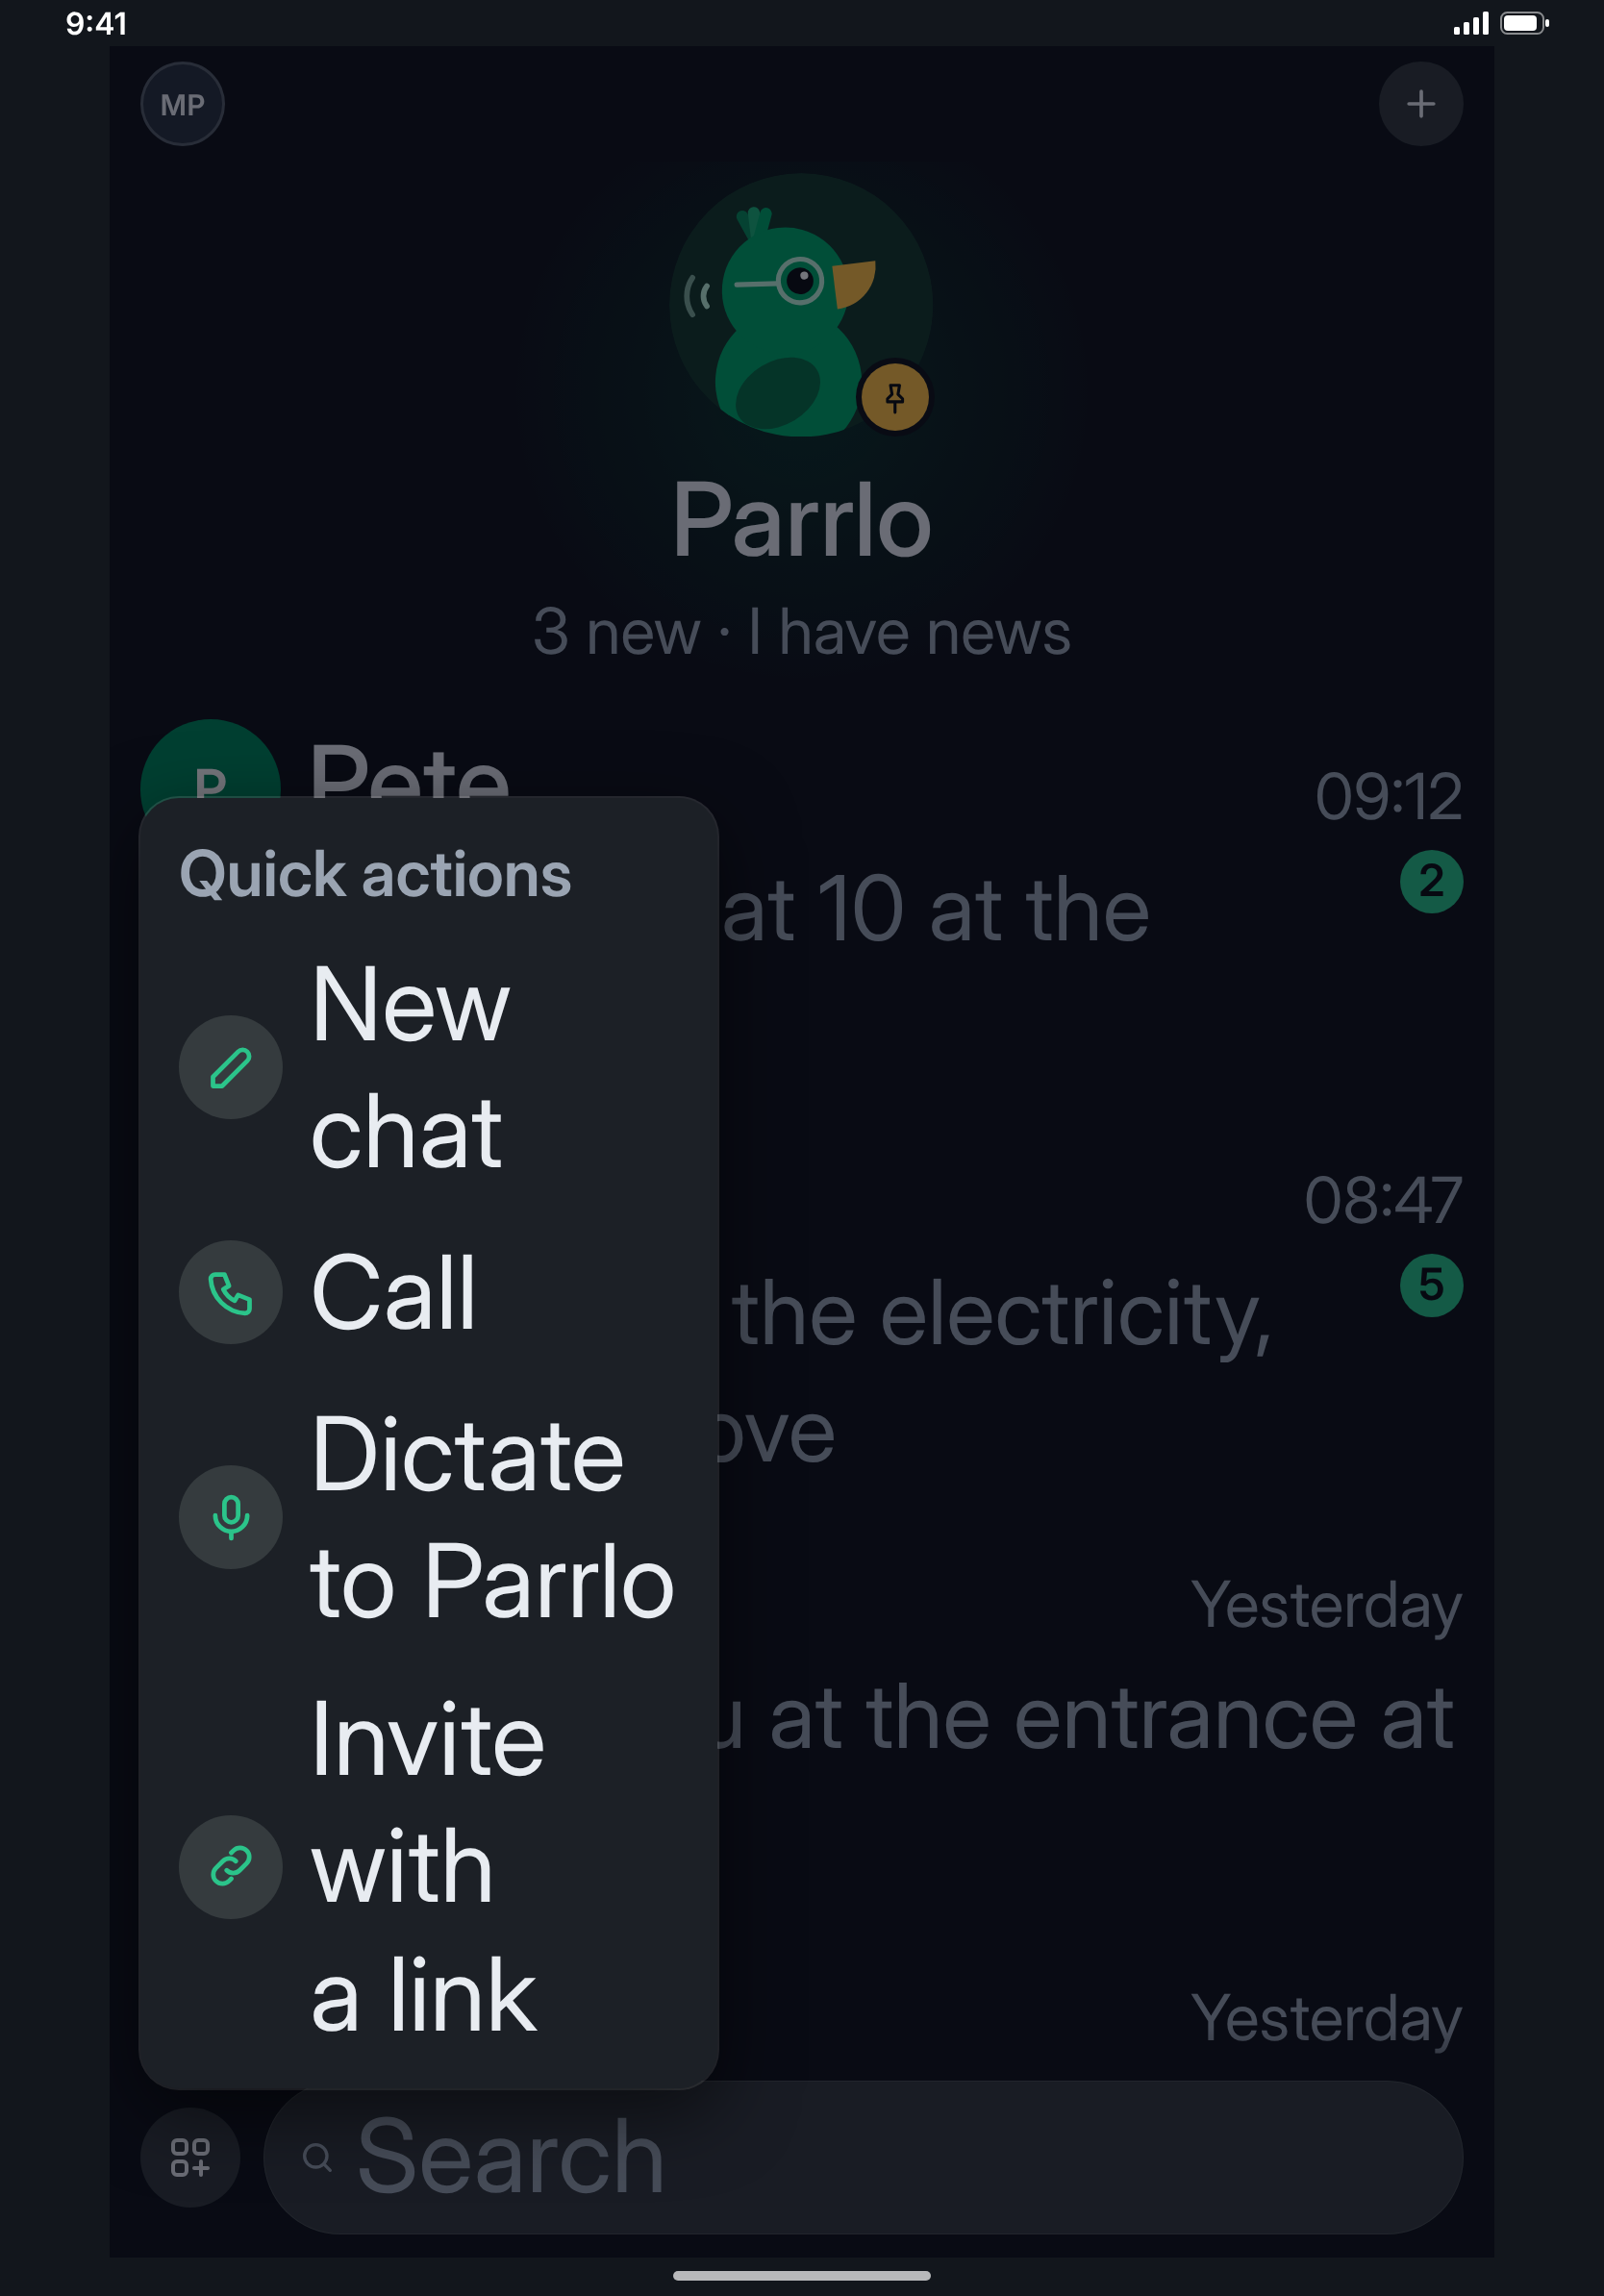 9:41
MP
Parrlo
3 new · I have news
P Pete
09:12
Quick actions
at 10 at the
2
New
chat
08:47
Call
the electricity,
5
Dictate
to Parrlo
Yesterday
at the entrance at
Invite
with
a link
Yesterday
Search